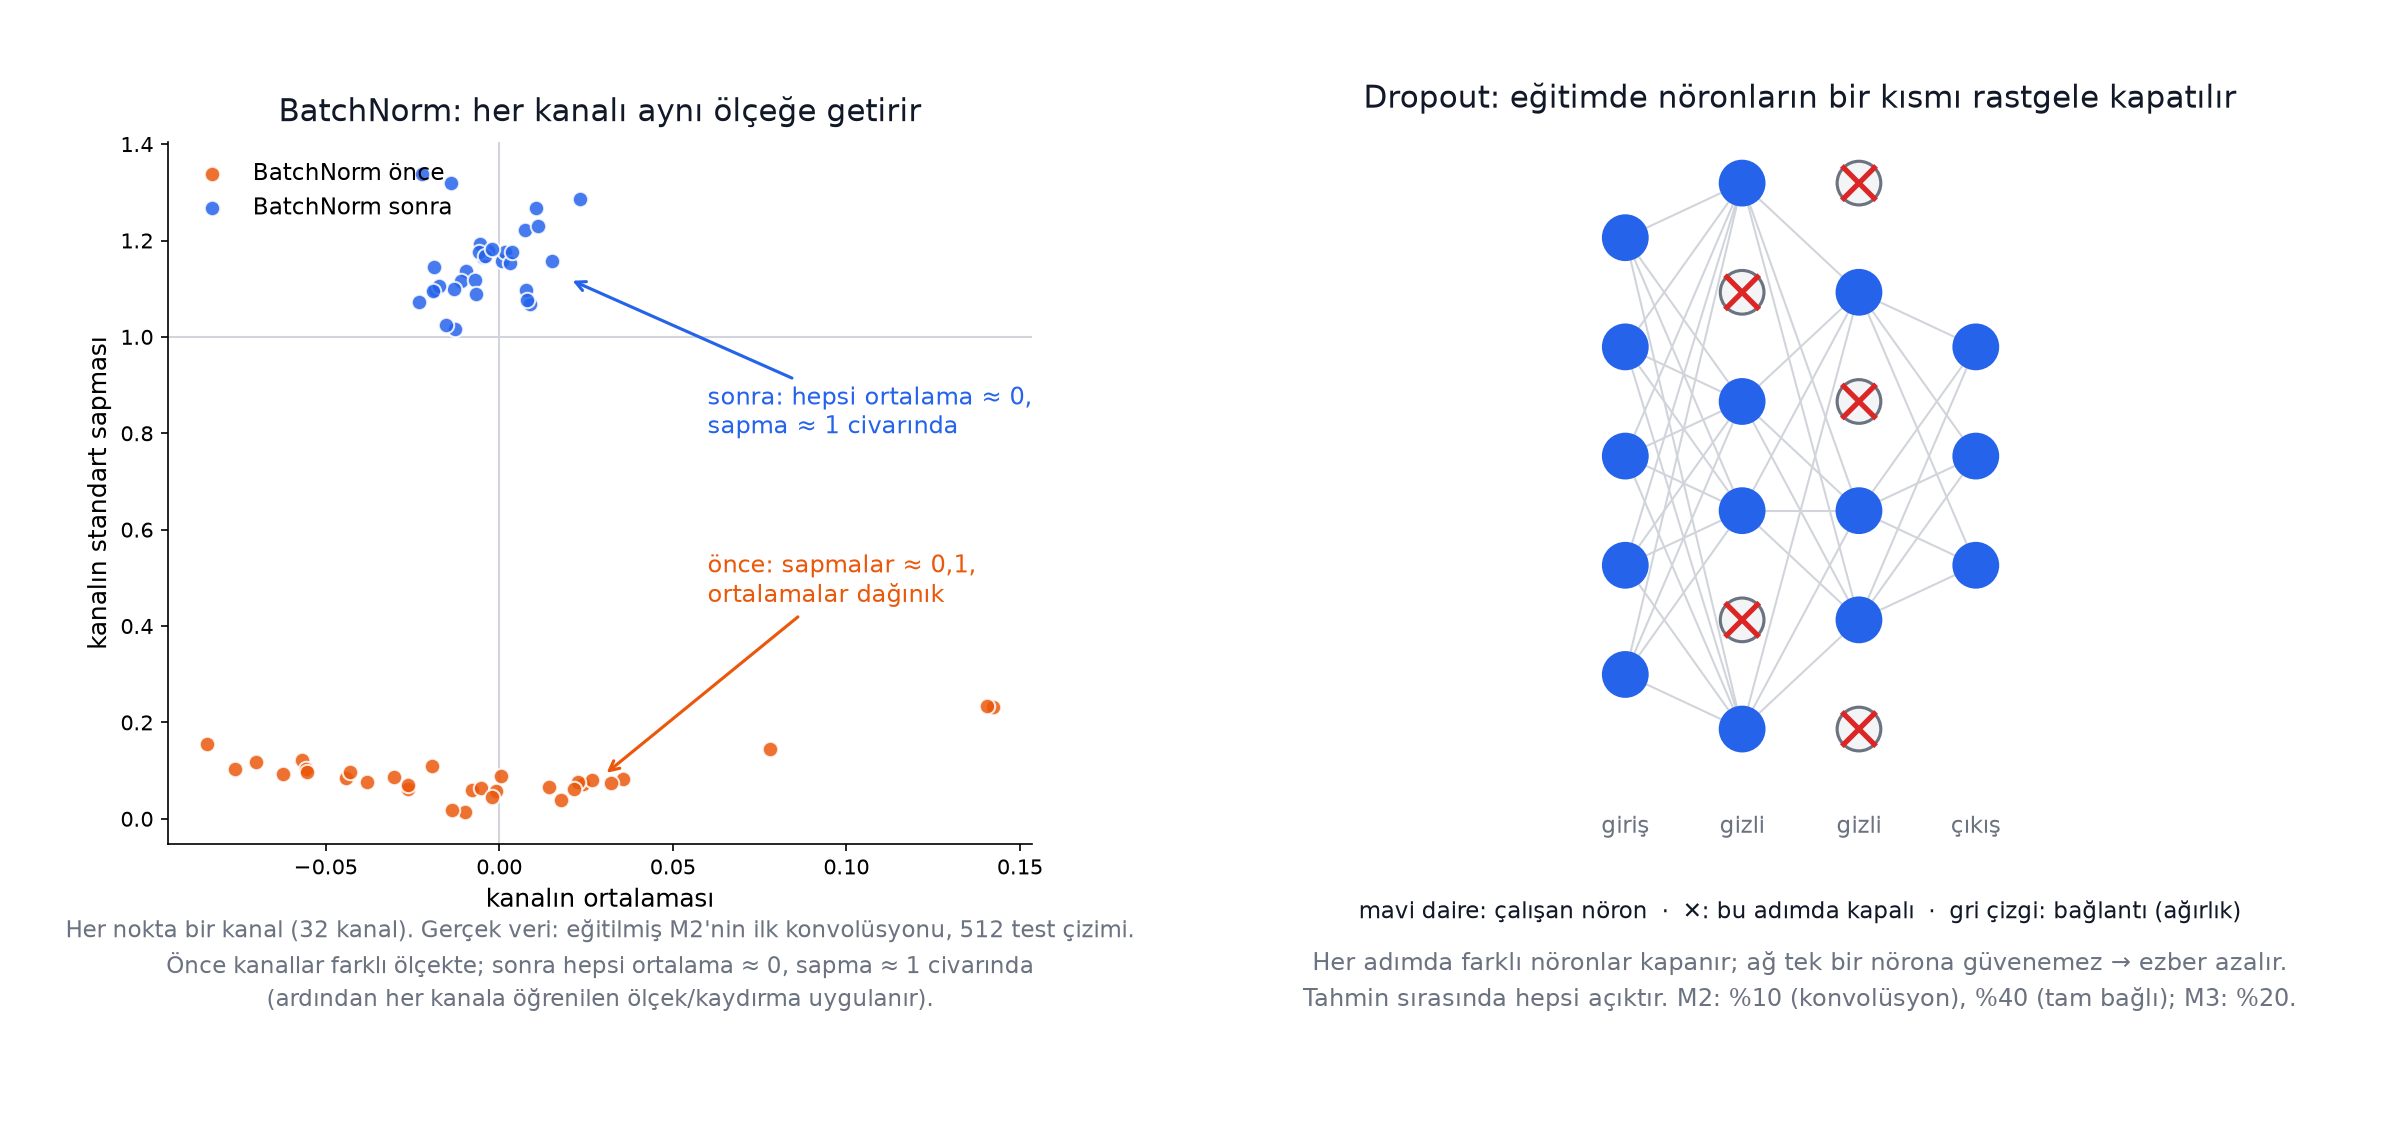 BatchNorm: her kanalı aynı ölçeğe getirir
1.4
1.2
1.0
0.8
0.6
0.4
0.2
0.0
kanalın standart sapması
BatchNorm önce
BatchNorm sonra
sonra: hepsi ortalama ≈ 0,
sapma ≈ 1 civarında
önce: sapmalar ≈ 0,1,
ortalamalar dağınık
−0.05
0.00
0.05
0.10
0.15
kanalın ortalaması
Her nokta bir kanal (32 kanal). Gerçek veri: eğitilmiş M2'nin ilk konvolüsyonu, 512 test çizimi.
Önce kanallar farklı ölçekte; sonra hepsi ortalama ≈ 0, sapma ≈ 1 civarında
(ardından her kanala öğrenilen ölçek/kaydırma uygulanır).
Dropout: eğitimde nöronların bir kısmı rastgele kapatılır
giriş
gizli
gizli
çıkış
mavi daire: çalışan nöron · ✕: bu adımda kapalı · gri çizgi: bağlantı (ağırlık)
Her adımda farklı nöronlar kapanır; ağ tek bir nörona güvenemez → ezber azalır.
Tahmin sırasında hepsi açıktır. M2: %10 (konvolüsyon), %40 (tam bağlı); M3: %20.